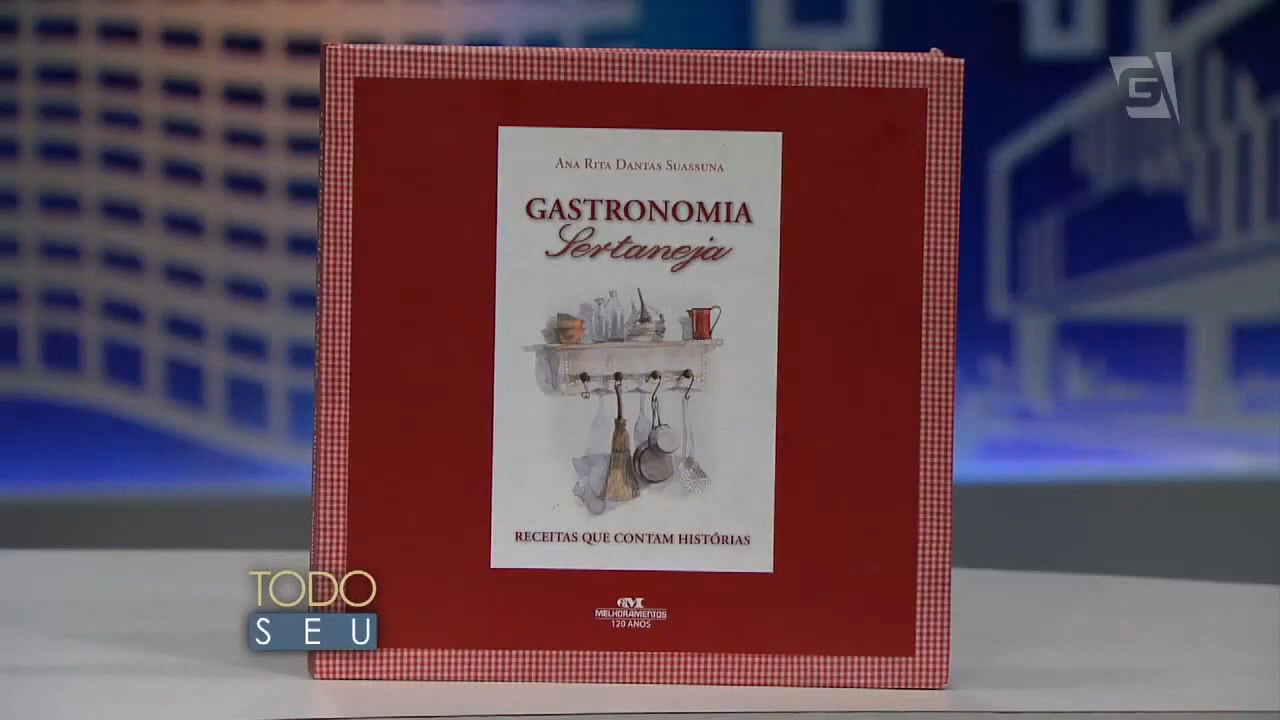 G
ANA RITA DANTAS SUASSUNA
GASTRONOMIA
Sertaneja
RECEITAS QUE CONTAM HISTÓRIAS
MELHORAMENTOS
120 ANOS
TODO
SEU